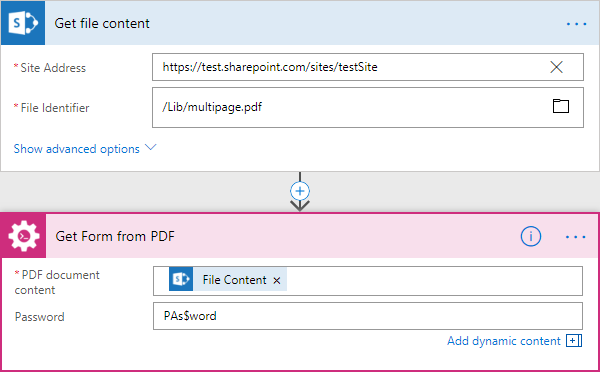 Get file content
* Site Address
https://test.sharepoint.com/sites/testSite
* File Identifier
/Lib/multipage.pdf
Show advanced options
Get Form from PDF
* PDF document
content
File Content ×
Password
PAs$word
Add dynamic content